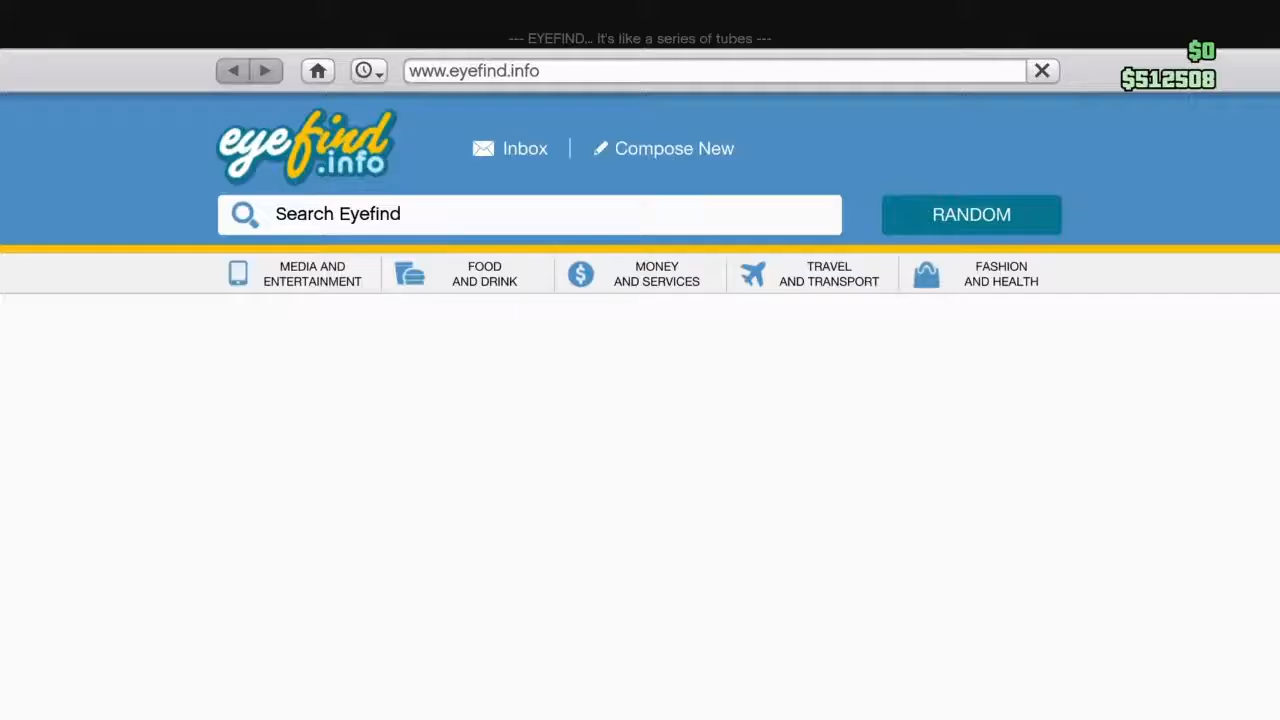 --- EYEFIND... It's like a series of tubes ---
$0
www.eyefind.info
$512508
eyefind
.info
Inbox
Compose New
Search Eyefind
RANDOM
MEDIA AND
ENTERTAINMENT
FOOD
AND DRINK
MONEY
AND SERVICES
TRAVEL
AND TRANSPORT
FASHION
AND HEALTH